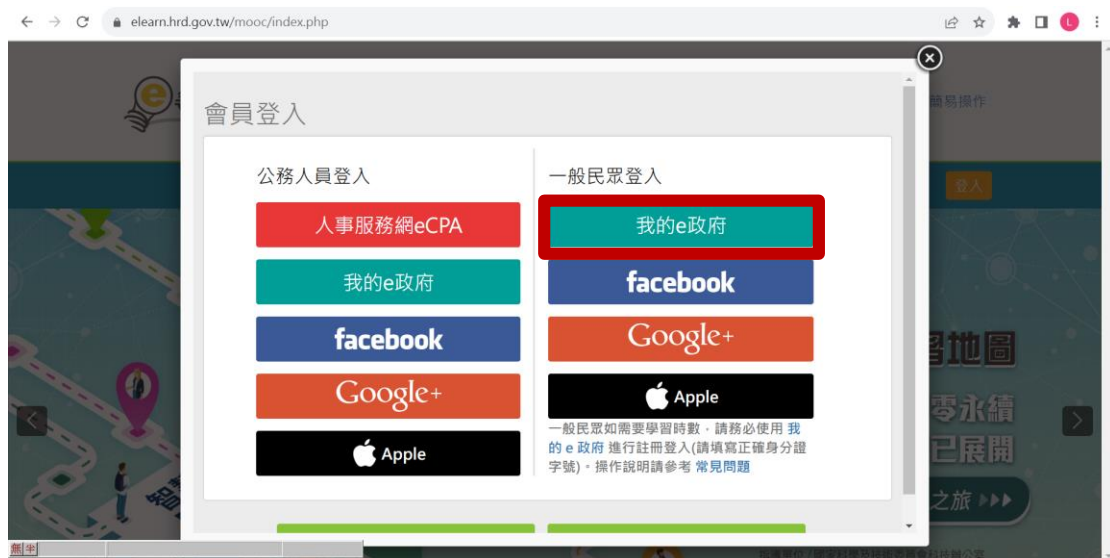 elearn.hrd.gov.tw/mooc/index.php
L
e
簡易操作
會員登入
登入
公務人員登入
人事服務網eCPA
我的e政府
facebook
Google+
Apple
一般民眾登入
我的e政府
facebook
Google+
Apple
一般民眾如需要學習時數，請務必使用 我
的 e 政府 進行註冊登入(請填寫正確身分證
字號)。操作說明請參考 常見問題
習地圖
零永續
已展開
之旅
無 半